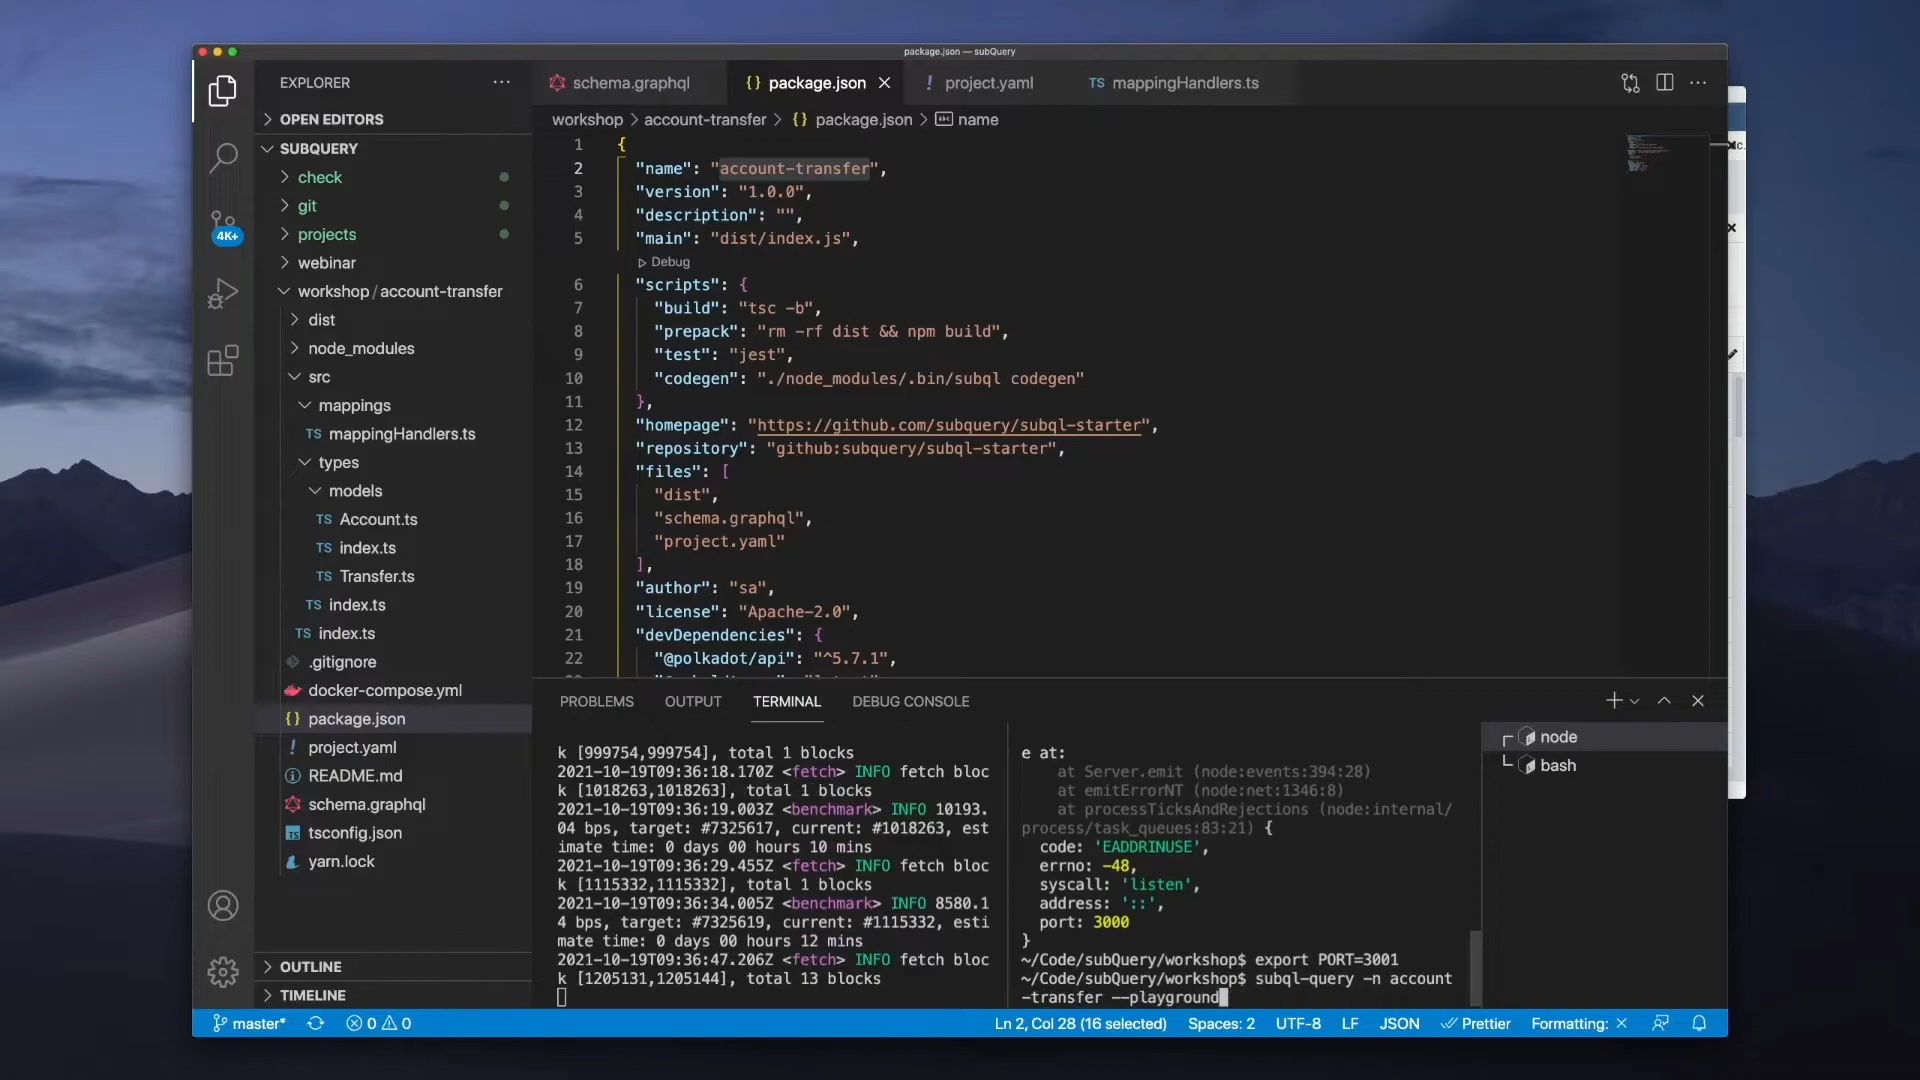 package.json — subQuery
EXPLORER
schema.graphql
package.json
project.yaml
TS mappingHandlers.ts
OPEN EDITORS
SUBQUERY
check
git
projects
webinar
workshop / account-transfer
dist
node_modules
src
mappings
TS mappingHandlers.ts
types
models
TS Account.ts
TS index.ts
TS Transfer.ts
TS index.ts
TS index.ts
.gitignore
docker-compose.yml
package.json
project.yaml
README.md
schema.graphql
tsconfig.json
yarn.lock
OUTLINE
TIMELINE
4K+
workshop > account-transfer > {} package.json > name
1 {
2 "name": "account-transfer",
3 "version": "1.0.0",
4 "description": "",
5 "main": "dist/index.js",
Debug
6 "scripts": {
7 "build": "tsc -b",
8 "prepack": "rm -rf dist && npm build",
9 "test": "jest",
10 "codegen": "./node_modules/.bin/subql codegen"
11 },
12 "homepage": "https://github.com/subquery/subql-starter",
13 "repository": "github:subquery/subql-starter",
14 "files": [
15 "dist",
16 "schema.graphql",
17 "project.yaml"
18 ],
19 "author": "sa",
20 "license": "Apache-2.0",
21 "devDependencies": {
22 "@polkadot/api": "^5.7.1",
PROBLEMS OUTPUT TERMINAL DEBUG CONSOLE
k [999754,999754], total 1 blocks
2021-10-19T09:36:18.170Z <fetch> INFO fetch bloc
k [1018263,1018263], total 1 blocks
2021-10-19T09:36:19.003Z <benchmark> INFO 10193.
04 bps, target: #7325617, current: #1018263, est
imate time: 0 days 00 hours 10 mins
2021-10-19T09:36:29.455Z <fetch> INFO fetch bloc
k [1115332,1115332], total 1 blocks
2021-10-19T09:36:34.005Z <benchmark> INFO 8580.1
4 bps, target: #7325619, current: #1115332, esti
mate time: 0 days 00 hours 12 mins
2021-10-19T09:36:47.206Z <fetch> INFO fetch bloc
k [1205131,1205144], total 13 blocks
e at:
at Server.emit (node:events:394:28)
at emitErrorNT (node:net:1346:8)
at processTicksAndRejections (node:internal/
process/task_queues:83:21) {
code: 'EADDRINUSE',
errno: -48,
syscall: 'listen',
address: '::',
port: 3000
}
~/Code/subQuery/workshop$ export PORT=3001
~/Code/subQuery/workshop$ subql-query -n account
-transfer --playground
node
bash
master*
0 0
Ln 2, Col 28 (16 selected)
Spaces: 2
UTF-8
LF
JSON
Prettier
Formatting: ×